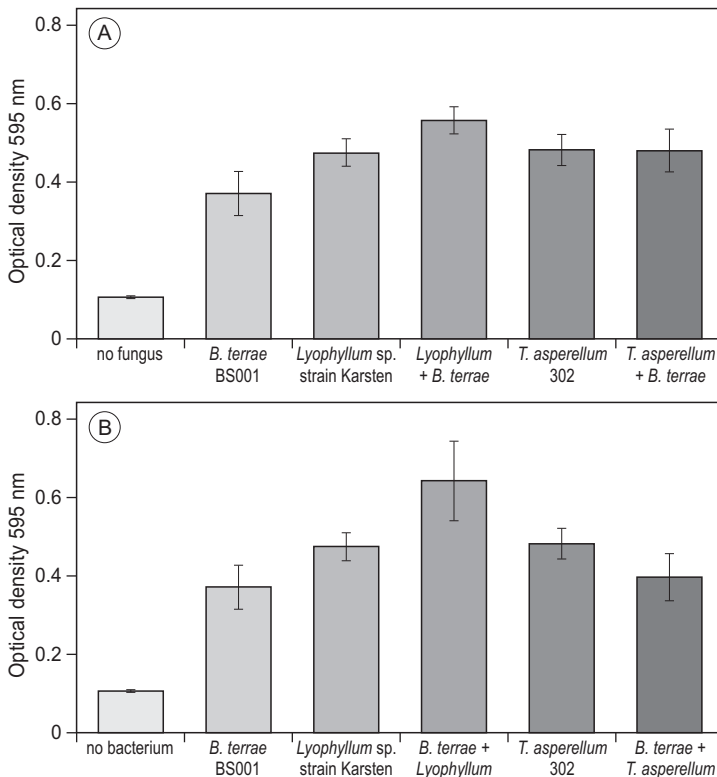 A
Optical density 595 nm
0.8
0.6
0.4
0.2
0
no fungus
B. terrae
BS001
Lyophyllum sp.
strain Karsten
Lyophyllum
+ B. terrae
T. asperellum
302
T. asperellum
+ B. terrae
B
Optical density 595 nm
0.8
0.6
0.4
0.2
0
no bacterium
B. terrae
BS001
Lyophyllum sp.
strain Karsten
B. terrae +
Lyophyllum
T. asperellum
302
B. terrae +
T. asperellum